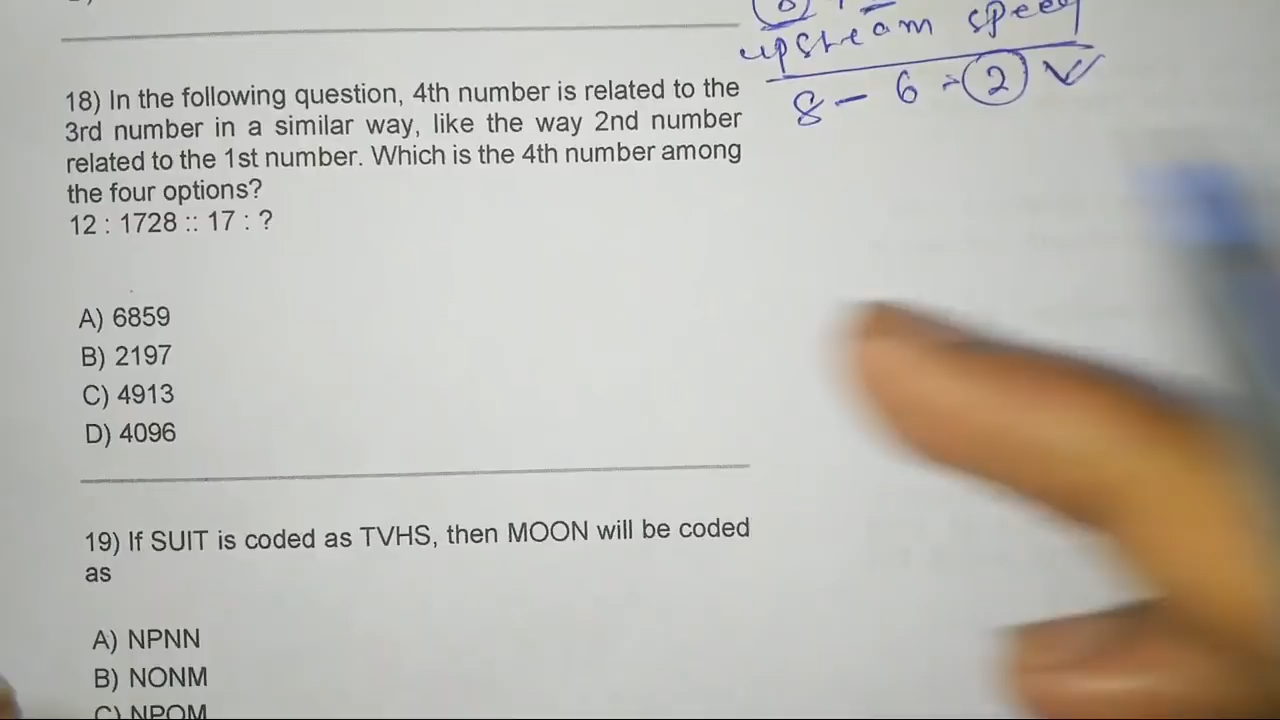 upstream speed
8 - 6 = 2 ✓
18) In the following question, 4th number is related to the
3rd number in a similar way, like the way 2nd number
related to the 1st number. Which is the 4th number among
the four options?
12 : 1728 :: 17 : ?
A) 6859
B) 2197
C) 4913
D) 4096
19) If SUIT is coded as TVHS, then MOON will be coded
as
A) NPNN
B) NONM
C) NPOM